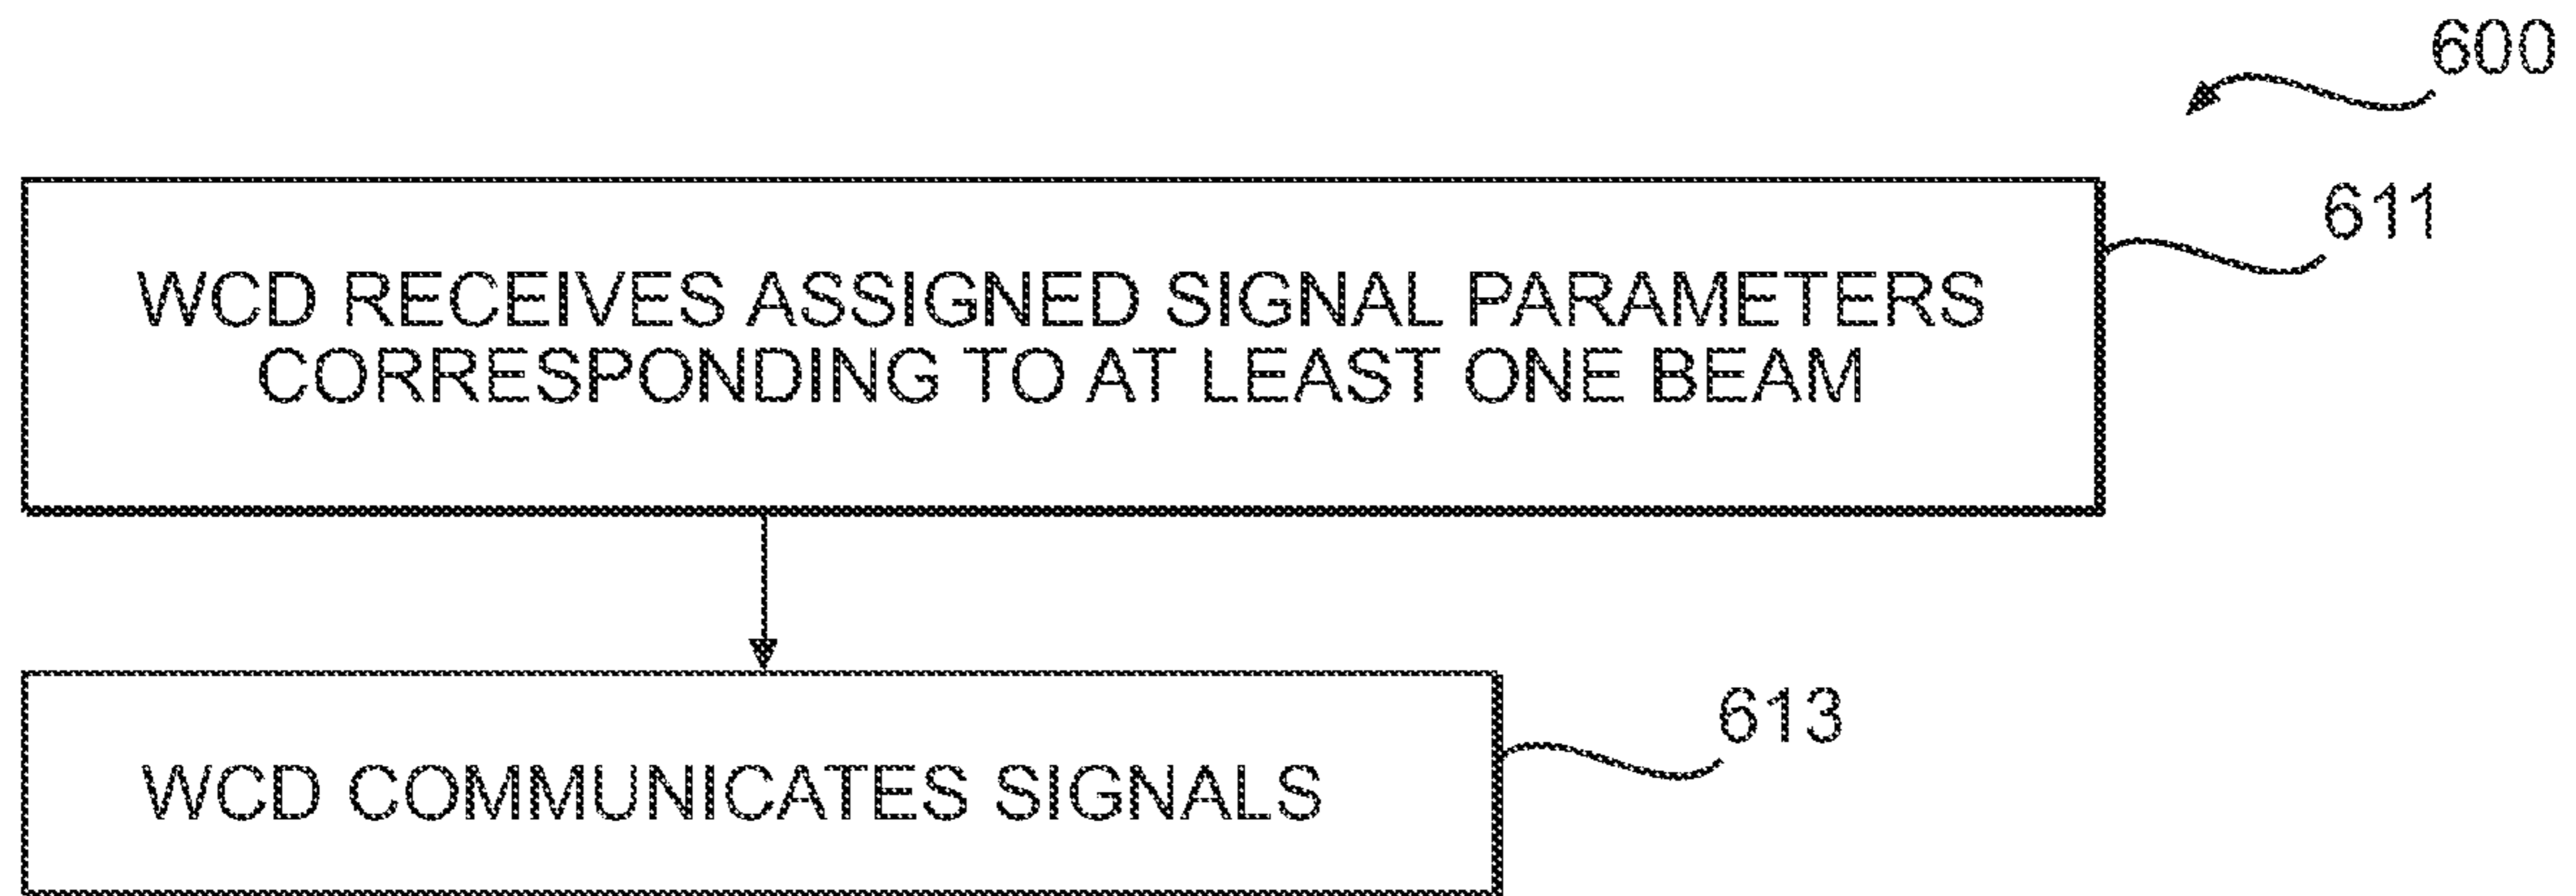 600
611
WCD RECEIVES ASSIGNED SIGNAL PARAMETERS
CORRESPONDING TO AT LEAST ONE BEAM
613
WCD COMMUNICATES SIGNALS